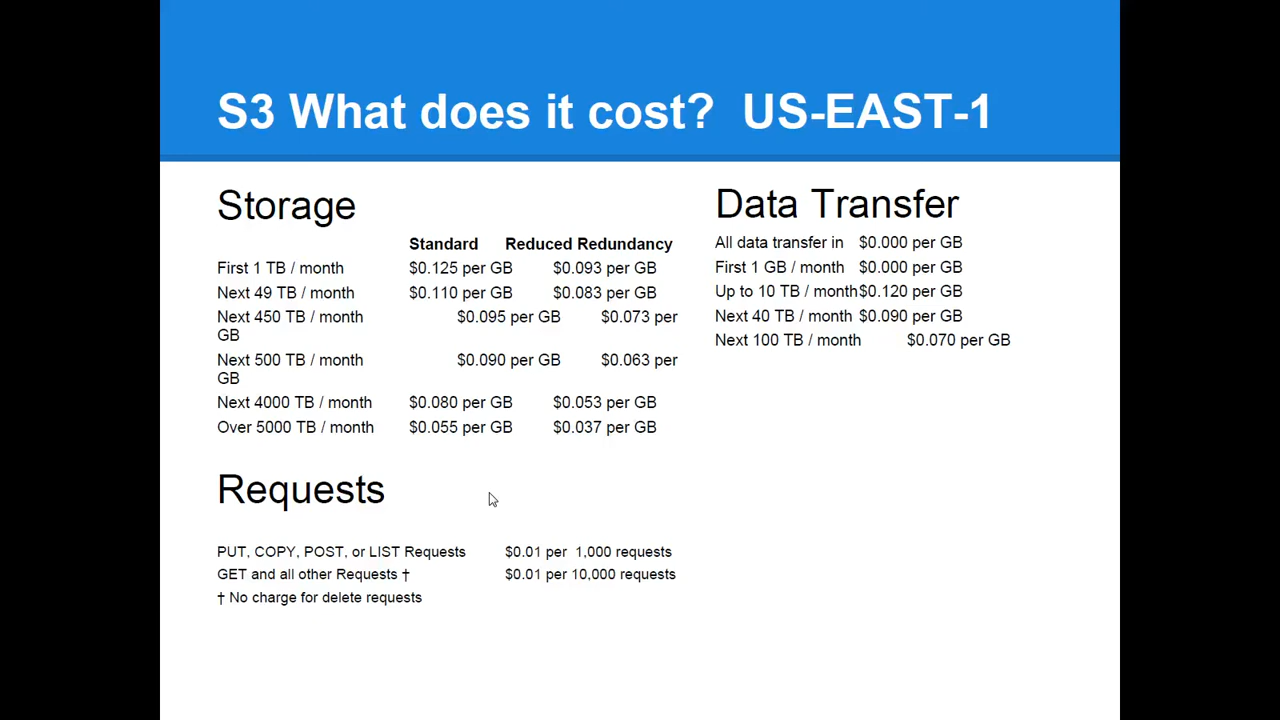 S3 What does it cost? US-EAST-1
Storage
Standard Reduced Redundancy
First 1 TB / month $0.125 per GB $0.093 per GB
Next 49 TB / month $0.110 per GB $0.083 per GB
Next 450 TB / month $0.095 per GB $0.073 per
GB
Next 500 TB / month $0.090 per GB $0.063 per
GB
Next 4000 TB / month $0.080 per GB $0.053 per GB
Over 5000 TB / month $0.055 per GB $0.037 per GB
Requests
PUT, COPY, POST, or LIST Requests $0.01 per 1,000 requests
GET and all other Requests † $0.01 per 10,000 requests
† No charge for delete requests
Data Transfer
All data transfer in $0.000 per GB
First 1 GB / month $0.000 per GB
Up to 10 TB / month$0.120 per GB
Next 40 TB / month $0.090 per GB
Next 100 TB / month $0.070 per GB